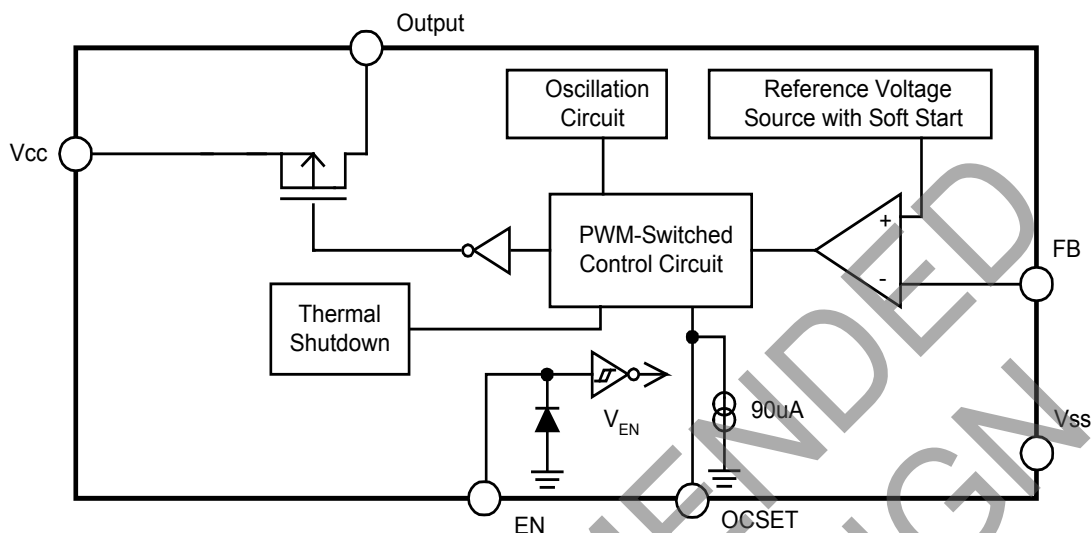 Output
Oscillation
Circuit
Reference Voltage
Source with Soft Start
Vcc
+
PWM-Switched
Control Circuit
-
FB
Thermal
Shutdown
VEN
90uA
Vss
EN
OCSET